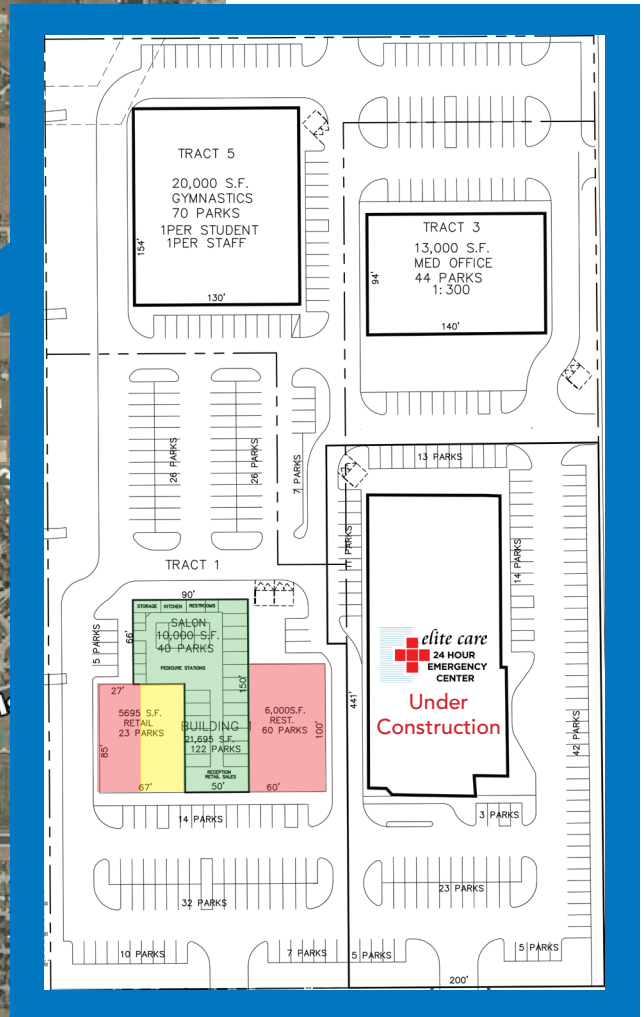 TRACT 5
20,000 S.F.
GYMNASTICS
70 PARKS
1PER STUDENT
1PER STAFF
154'
130'
TRACT 3
13,000 S.F.
MED OFFICE
44 PARKS
1:300
94'
140'
26 PARKS
26 PARKS
7 PARKS
13 PARKS
11 PARKS
14 PARKS
TRACT 1
90'
STORAGE KITCHEN RESTROOMS
SALON
10,000 S.F.
40 PARKS
66'
5 PARKS
PEDICURE STATIONS
150'
27'
5695 S.F.
RETAIL
23 PARKS
85'
67'
BUILDING 1
21,695 S.F.
122 PARKS
RECEPTION
RETAIL SALES
50'
6,000S.F.
REST.
60 PARKS
100'
60'
elite care
24 HOUR
EMERGENCY
CENTER
Under
Construction
441'
42 PARKS
14 PARKS
3 PARKS
32 PARKS
23 PARKS
10 PARKS
7 PARKS
5 PARKS
5 PARKS
200'